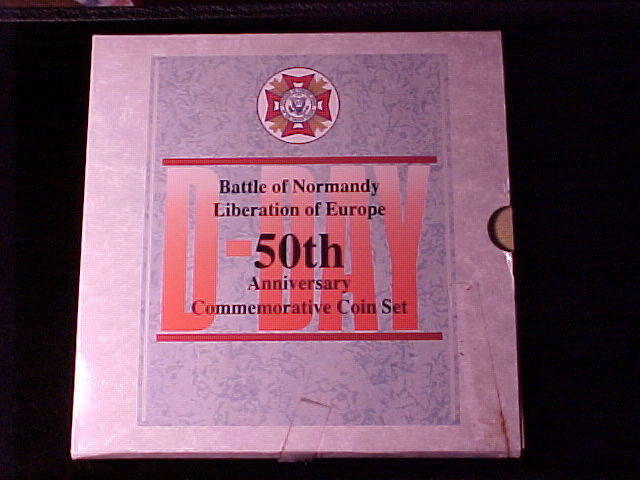 D-DAY
Battle of Normandy
Liberation of Europe
50th
Anniversary
Commemorative Coin Set